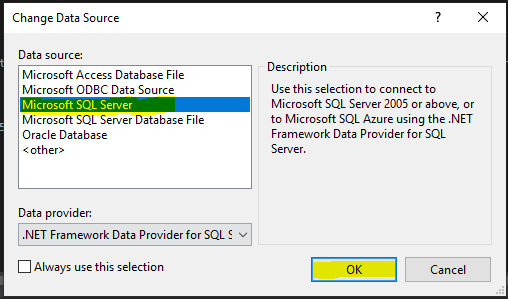 Change Data Source
?
Data source:
Microsoft Access Database File
Microsoft ODBC Data Source
Microsoft SQL Server
Microsoft SQL Server Database File
Oracle Database
<other>
Description
Use this selection to connect to
Microsoft SQL Server 2005 or above, or
to Microsoft SQL Azure using the .NET
Framework Data Provider for SQL
Server.
Data provider:
.NET Framework Data Provider for SQL S
Always use this selection
OK
Cancel